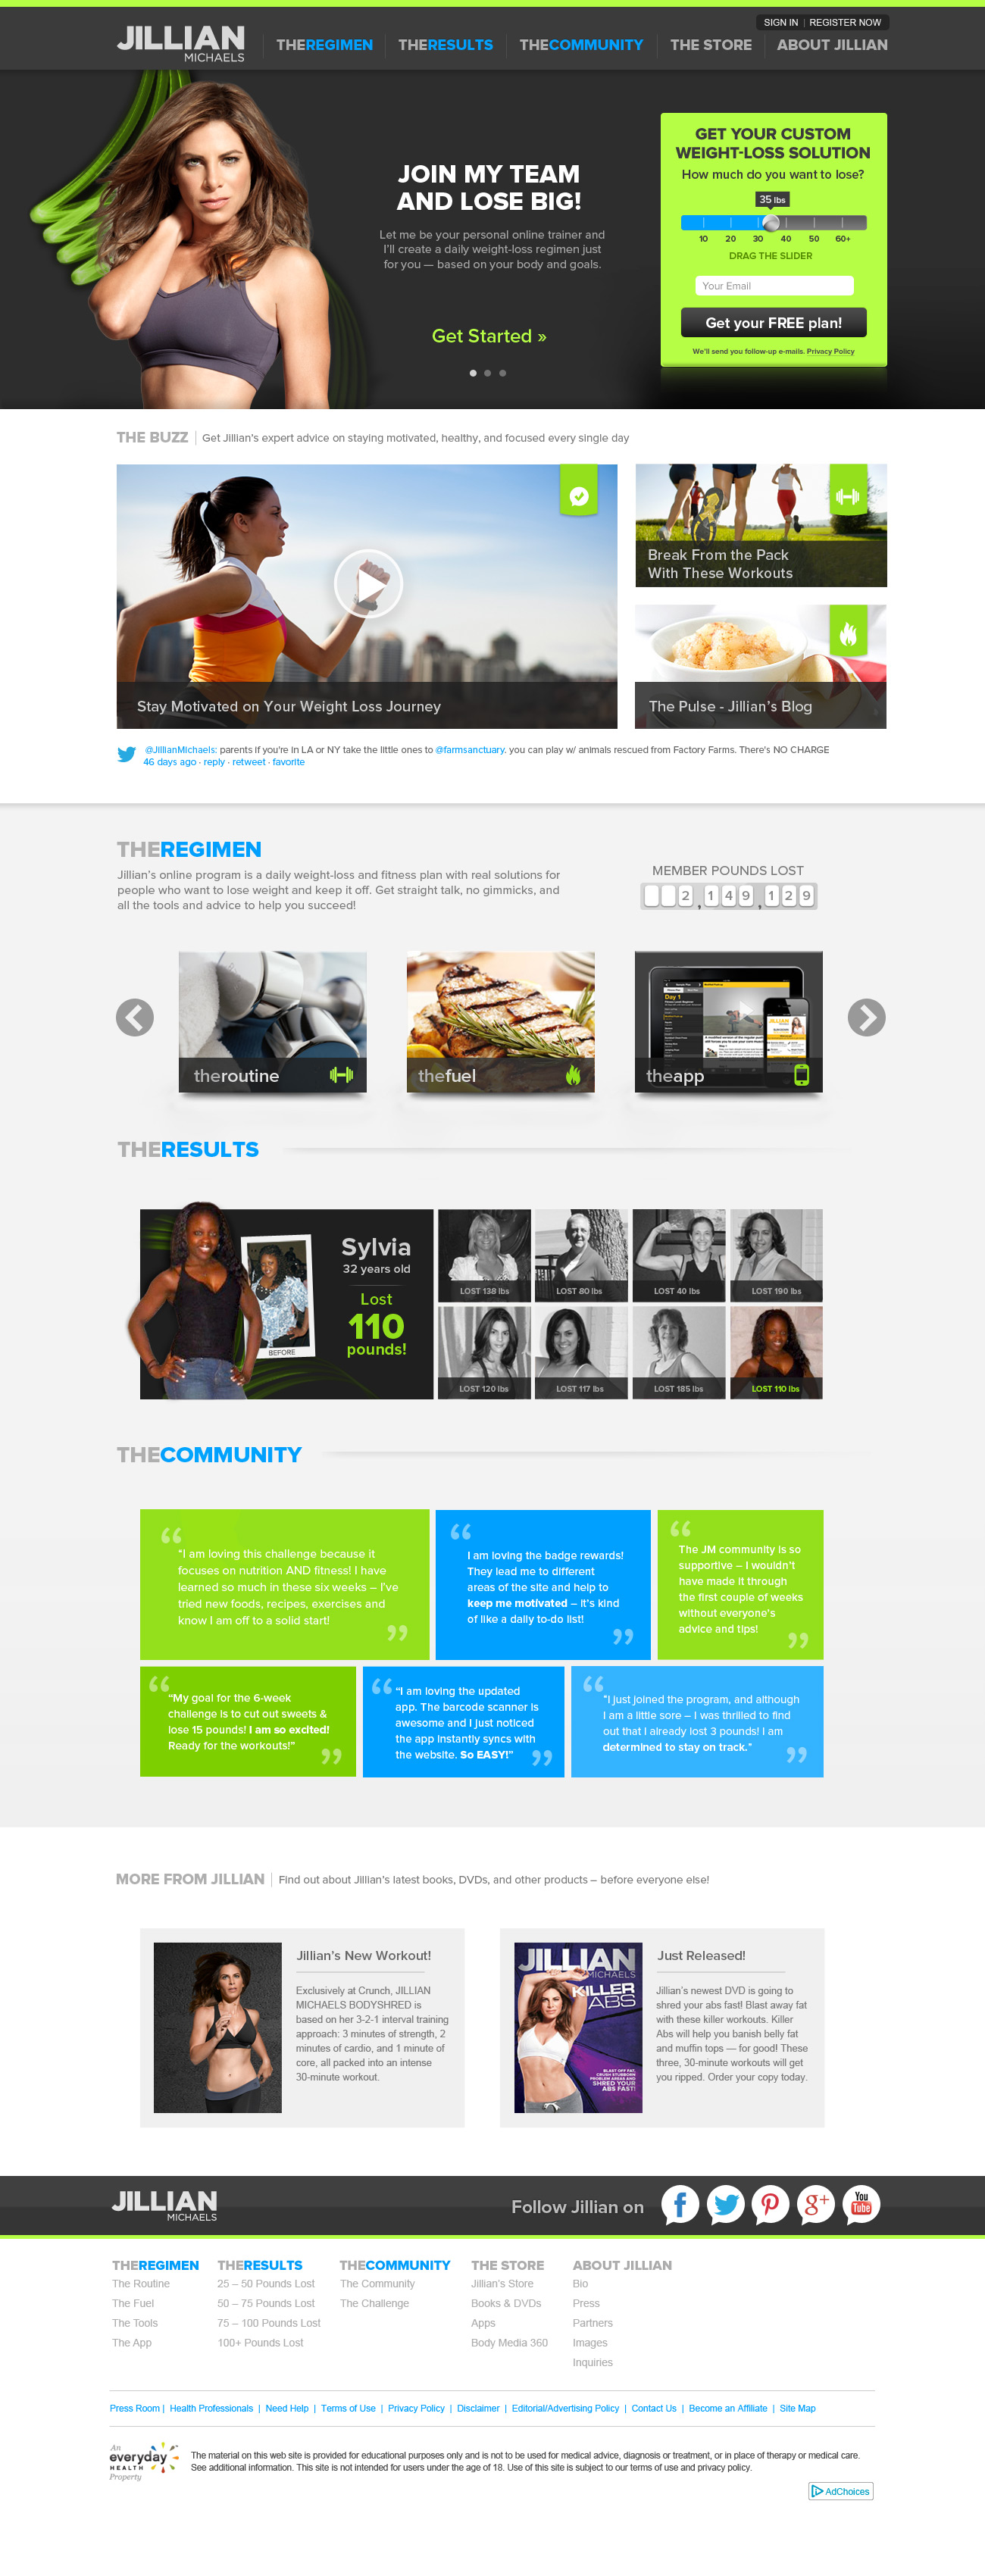 SIGN IN | REGISTER NOW
JILLIAN
MICHAELS
THEREGIMEN
THERESULTS
THECOMMUNITY
THE STORE
ABOUT JILLIAN
JOIN MY TEAM
AND LOSE BIG!
Let me be your personal online trainer and
I'll create a daily weight-loss regimen just
for you — based on your body and goals.
Get Started »
GET YOUR CUSTOM
WEIGHT-LOSS SOLUTION
How much do you want to lose?
35 lbs
10 20 30 40 50 60+
DRAG THE SLIDER
Your Email
Get your FREE plan!
We'll send you follow-up e-mails. Privacy Policy
THE BUZZ | Get Jillian's expert advice on staying motivated, healthy, and focused every single day
Stay Motivated on Your Weight Loss Journey
Break From the Pack
With These Workouts
The Pulse - Jillian's Blog
@JillianMichaels: parents if you're in LA or NY take the little ones to @farmsanctuary. you can play w/ animals rescued from Factory Farms. There's NO CHARGE
46 days ago · reply · retweet · favorite
THEREGIMEN
Jillian's online program is a daily weight-loss and fitness plan with real solutions for
people who want to lose weight and keep it off. Get straight talk, no gimmicks, and
all the tools and advice to help you succeed!
MEMBER POUNDS LOST
2,149,129
theroutine
thefuel
Day 1
theapp
THERESULTS
BEFORE
Sylvia
32 years old
Lost
110
pounds!
LOST 138 lbs
LOST 80 lbs
LOST 40 lbs
LOST 190 lbs
LOST 120 lbs
LOST 117 lbs
LOST 185 lbs
LOST 110 lbs
THECOMMUNITY
"I am loving this challenge because it
focuses on nutrition AND fitness! I have
learned so much in these six weeks – I've
tried new foods, recipes, exercises and
know I am off to a solid start!
I am loving the badge rewards!
They lead me to different
areas of the site and help to
keep me motivated – it's kind
of like a daily to-do list!
The JM community is so
supportive – I wouldn't
have made it through
the first couple of weeks
without everyone's
advice and tips!
"My goal for the 6-week
challenge is to cut out sweets &
lose 15 pounds! I am so excited!
Ready for the workouts!"
"I am loving the updated
app. The barcode scanner is
awesome and I just noticed
the app instantly syncs with
the website. So EASY!"
"I just joined the program, and although
I am a little sore – I was thrilled to find
out that I already lost 3 pounds! I am
determined to stay on track."
MORE FROM JILLIAN | Find out about Jillian's latest books, DVDs, and other products – before everyone else!
Jillian's New Workout!
Exclusively at Crunch, JILLIAN
MICHAELS BODYSHRED is
based on her 3-2-1 interval training
approach: 3 minutes of strength, 2
minutes of cardio, and 1 minute of
core, all packed into an intense
30-minute workout.
JILLIAN
MICHAELS
KILLER
ABS
BLAST OFF FAT,
CRUSH STUBBORN
PROBLEM AREAS AND
SHRED YOUR
ABS FAST!
Just Released!
Jillian's newest DVD is going to
shred your abs fast! Blast away fat
with these killer workouts. Killer
Abs will help you banish belly fat
and muffin tops — for good! These
three, 30-minute workouts will get
you ripped. Order your copy today.
JILLIAN
MICHAELS
Follow Jillian on
You
Tube
THEREGIMEN
The Routine
The Fuel
The Tools
The App
THERESULTS
25 – 50 Pounds Lost
50 – 75 Pounds Lost
75 – 100 Pounds Lost
100+ Pounds Lost
THECOMMUNITY
The Community
The Challenge
THE STORE
Jillian's Store
Books & DVDs
Apps
Body Media 360
ABOUT JILLIAN
Bio
Press
Partners
Images
Inquiries
Press Room | Health Professionals | Need Help | Terms of Use | Privacy Policy | Disclaimer | Editorial/Advertising Policy | Contact Us | Become an Affiliate | Site Map
An
everyday
HEALTH
Property
The material on this web site is provided for educational purposes only and is not to be used for medical advice, diagnosis or treatment, or in place of therapy or medical care.
See additional information. This site is not intended for users under the age of 18. Use of this site is subject to our terms of use and privacy policy.
AdChoices